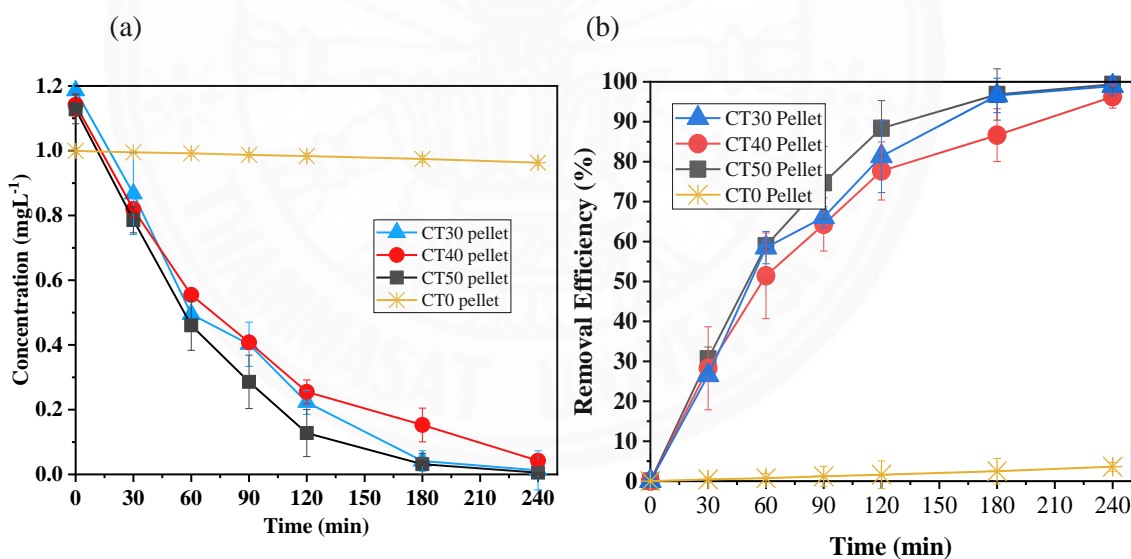 (a)
(b)
1.2
1.0
0.8
0.6
0.4
0.2
0.0
Concentration (mgL-1)
0 30 60 90 120 150 180 210 240
Time (min)
CT30 pellet
CT40 pellet
CT50 pellet
CT0 pellet
100
90
80
70
60
50
40
30
20
10
0
Removal Efficiency (%)
0 30 60 90 120 150 180 210 240
Time (min)
CT30 Pellet
CT40 Pellet
CT50 Pellet
CT0 Pellet